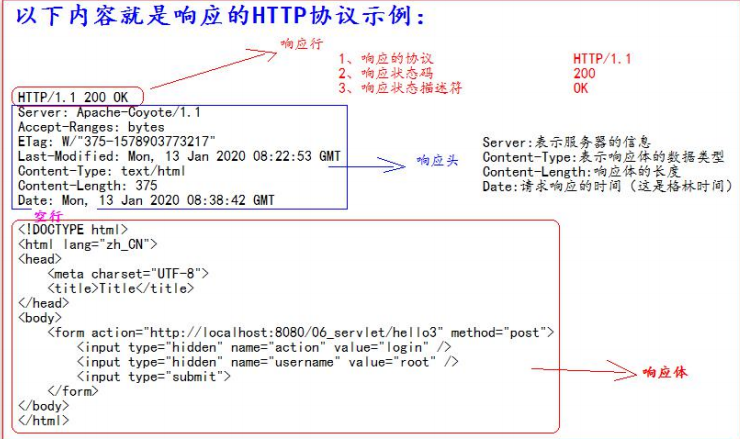 以下内容就是响应的HTTP协议示例：
响应行
1、响应的协议 HTTP/1.1
2、响应状态码 200
3、响应状态描述符 OK
HTTP/1.1 200 OK
Server: Apache-Coyote/1.1
Accept-Ranges: bytes
ETag: W/"375-1578903773217"
Last-Modified: Mon, 13 Jan 2020 08:22:53 GMT
Content-Type: text/html
Content-Length: 375
Date: Mon, 13 Jan 2020 08:38:42 GMT
响应头
Server:表示服务器的信息
Content-Type:表示响应体的数据类型
Content-Length:响应体的长度
Date:请求响应的时间（这是格林时间）
空行
<!DOCTYPE html>
<html lang="zh_CN">
<head>
<meta charset="UTF-8">
<title>Title</title>
</head>
<body>
<form action="http://localhost:8080/06_servlet/hello3" method="post">
<input type="hidden" name="action" value="login" />
<input type="hidden" name="username" value="root" />
<input type="submit">
</form>
</body>
</html>
响应体